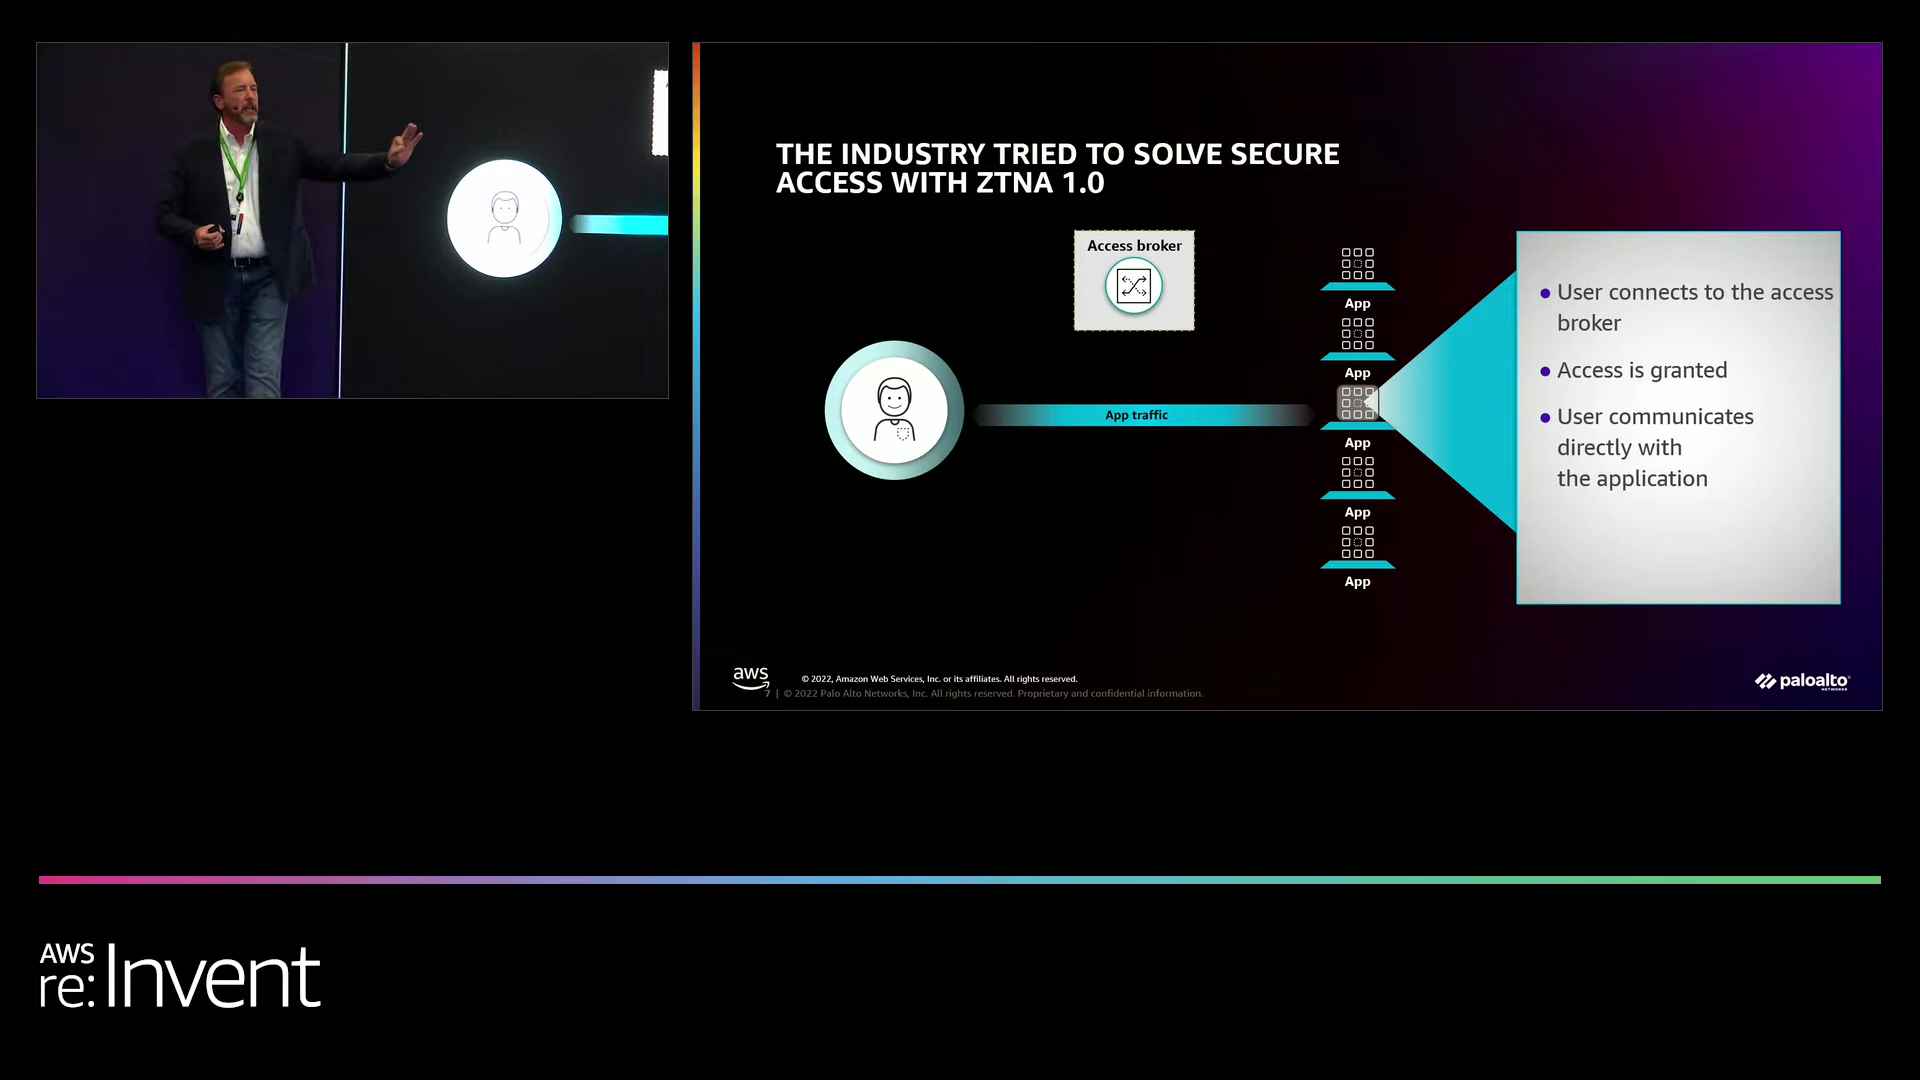 THE INDUSTRY TRIED TO SOLVE SECURE
ACCESS WITH ZTNA 1.0
Access broker
App
App
App traffic
App
App
App
User connects to the access
broker
Access is granted
User communicates
directly with
the application
aws
© 2022, Amazon Web Services, Inc. or its affiliates. All rights reserved.
7 | © 2022 Palo Alto Networks, Inc. All rights reserved. Proprietary and confidential information.
paloalto
NETWORKS
AWS
re:Invent